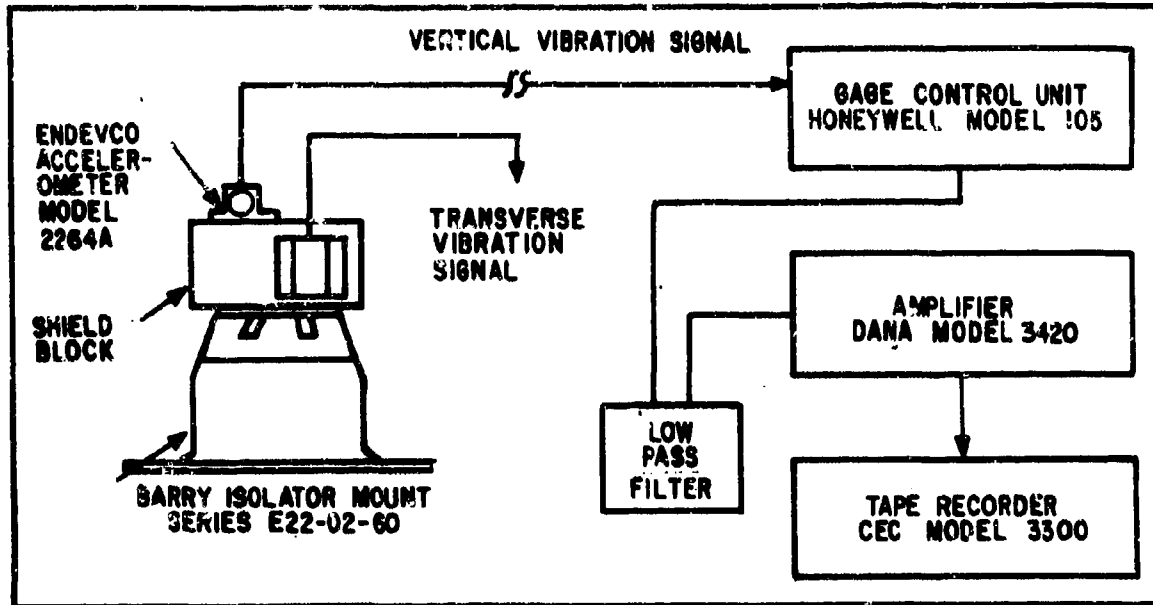 VERTICAL VIBRATION SIGNAL
GAGE CONTROL UNIT
HONEYWELL MODEL 105
ENDEVCO
ACCELER-
OMETER
MODEL
2264A
TRANSVERSE
VIBRATION
SIGNAL
SHIELD
BLOCK
AMPLIFIER
DANA MODEL 3420
LOW
PASS
FILTER
BARRY ISOLATOR MOUNT
SERIES E22-02-60
TAPE RECORDER
CEC MODEL 3300